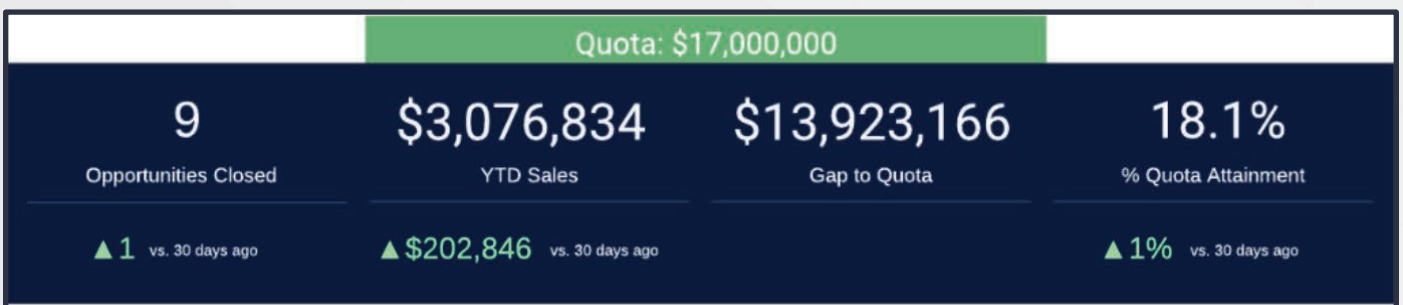 Quota: $17,000,000
9 $3,076,834 $13,923,166 18.1%
Opportunities Closed YTD Sales Gap to Quota % Quota Attainment
▲1 vs. 30 days ago ▲$202,846 vs. 30 days ago ▲1% vs. 30 days ago